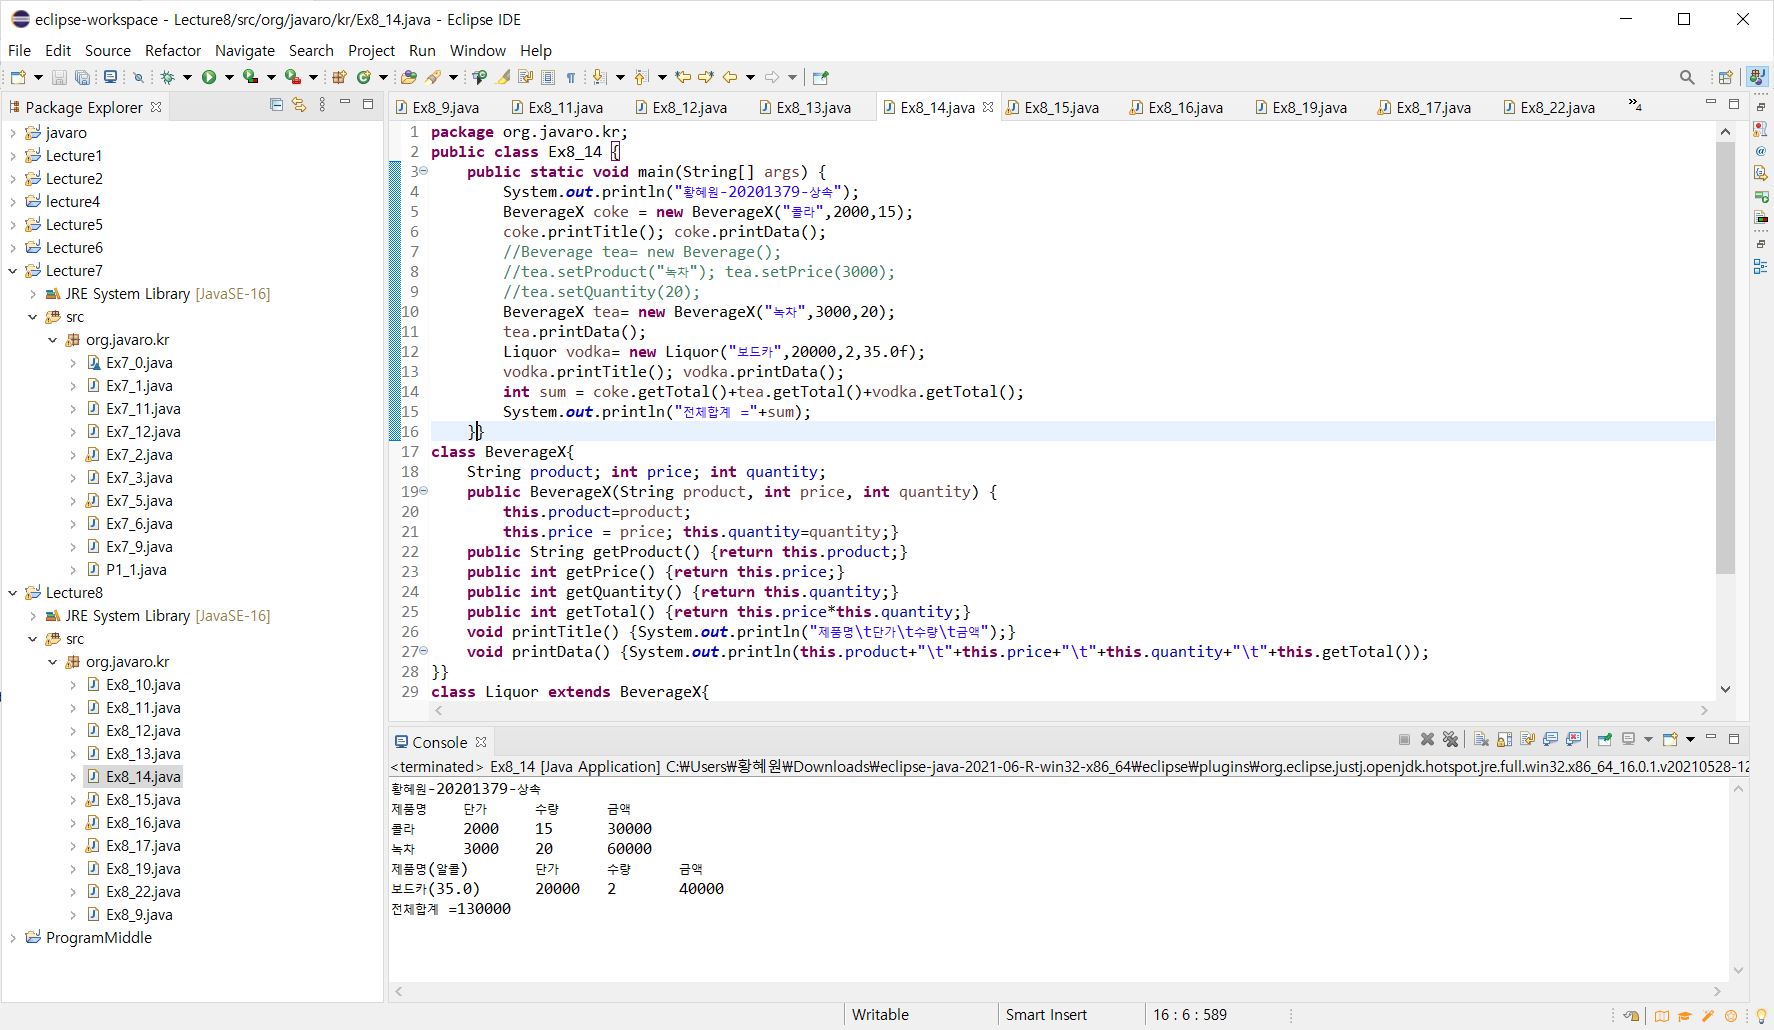 eclipse-workspace - Lecture8/src/org/javaro/kr/Ex8_14.java - Eclipse IDE
File Edit Source Refactor Navigate Search Project Run Window Help
Package Explorer
javaro
Lecture1
Lecture2
lecture4
Lecture5
Lecture6
Lecture7
JRE System Library [JavaSE-16]
src
org.javaro.kr
Ex7_0.java
Ex7_1.java
Ex7_11.java
Ex7_12.java
Ex7_2.java
Ex7_3.java
Ex7_5.java
Ex7_6.java
Ex7_9.java
P1_1.java
Lecture8
JRE System Library [JavaSE-16]
src
org.javaro.kr
Ex8_10.java
Ex8_11.java
Ex8_12.java
Ex8_13.java
Ex8_14.java
Ex8_15.java
Ex8_16.java
Ex8_17.java
Ex8_19.java
Ex8_22.java
Ex8_9.java
ProgramMiddle
Ex8_9.java Ex8_11.java Ex8_12.java Ex8_13.java Ex8_14.java Ex8_15.java Ex8_16.java Ex8_19.java Ex8_17.java Ex8_22.java »4
1 package org.javaro.kr;
2 public class Ex8_14 {
3 public static void main(String[] args) {
4 System.out.println("황혜원-20201379-상속");
5 BeverageX coke = new BeverageX("콜라",2000,15);
6 coke.printTitle(); coke.printData();
7 //Beverage tea= new Beverage();
8 //tea.setProduct("녹차"); tea.setPrice(3000);
9 //tea.setQuantity(20);
10 BeverageX tea= new BeverageX("녹차",3000,20);
11 tea.printData();
12 Liquor vodka= new Liquor("보드카",20000,2,35.0f);
13 vodka.printTitle(); vodka.printData();
14 int sum = coke.getTotal()+tea.getTotal()+vodka.getTotal();
15 System.out.println("전체합계 ="+sum);
16 }}
17 class BeverageX{
18 String product; int price; int quantity;
19 public BeverageX(String product, int price, int quantity) {
20 this.product=product;
21 this.price = price; this.quantity=quantity;}
22 public String getProduct() {return this.product;}
23 public int getPrice() {return this.price;}
24 public int getQuantity() {return this.quantity;}
25 public int getTotal() {return this.price*this.quantity;}
26 void printTitle() {System.out.println("제품명\t단가\t수량\t금액");}
27 void printData() {System.out.println(this.product+"\t"+this.price+"\t"+this.quantity+"\t"+this.getTotal());
28 }}
29 class Liquor extends BeverageX{
Console
<terminated> Ex8_14 [Java Application] C:₩Users₩황혜원₩Downloads₩eclipse-java-2021-06-R-win32-x86_64₩eclipse₩plugins₩org.eclipse.justj.openjdk.hotspot.jre.full.win32.x86_64_16.0.1.v20210528-12
황혜원-20201379-상속
제품명 단가 수량 금액
콜라 2000 15 30000
녹차 3000 20 60000
제품명(알콜) 단가 수량 금액
보드카(35.0) 20000 2 40000
전체합계 =130000
Writable Smart Insert 16 : 6 : 589